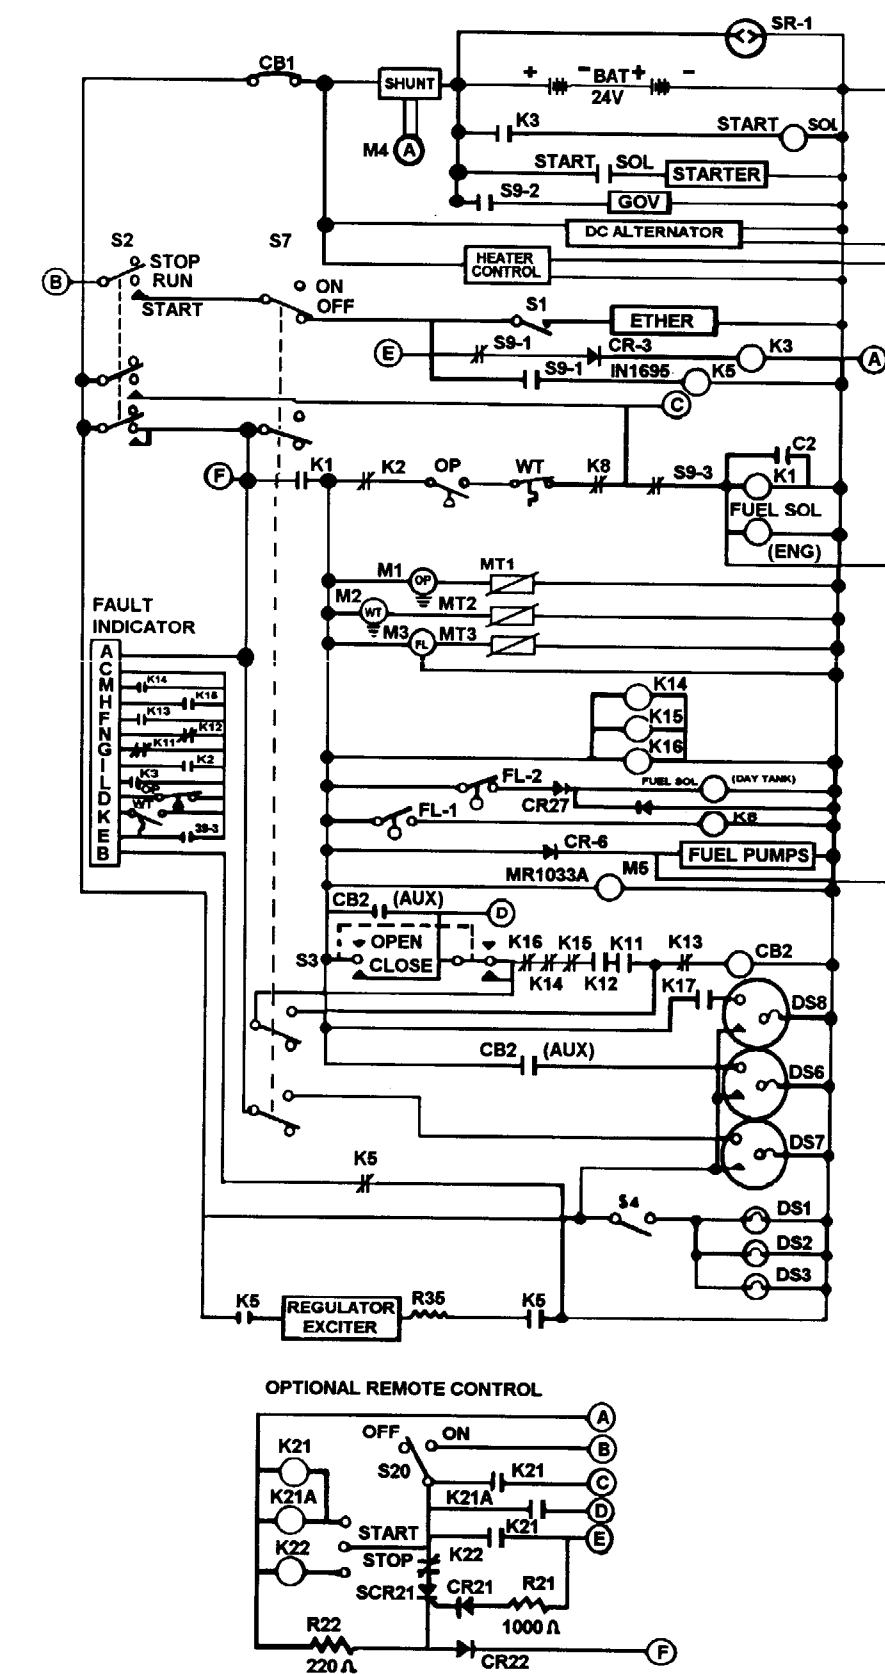 SR-1
CB1
SHUNT
+ - BAT + -
24V
M4 A
K3 START SOL
START SOL STARTER
S9-2 GOV
S2 S7 DC ALTERNATOR
HEATER
CONTROL
B STOP
RUN
START
ON
OFF
S1 ETHER
E S9-1 CR-3 K3 A
S9-1 IN1695 K5
C
F K1 K2 OP WT K8 S9-3 C2
K1
FUEL SOL
(ENG)
M1 OP MT1
M2 WT MT2
M3 FL MT3
FAULT
INDICATOR
A
C
M K14
H K15
F K13
N K12
G K11
I K2
L K3
D OP
K WT
E 39-3
B
K14
K15
K16
FL-2 FUEL SOL (DAY TANK)
CR27
FL-1 K8
CR-6 FUEL PUMPS
MR1033A M5
CB2 (AUX) D
S3 OPEN
CLOSE
K16 K15 K11 K13 CB2
K14 K12
K17 DS8
CB2 (AUX) DS6
DS7
K5
S4 DS1
DS2
DS3
K5 REGULATOR
EXCITER
R35 K5
OPTIONAL REMOTE CONTROL
A
OFF ON B
K21 S20 K21 C
K21A K21A D
START K21 E
K22 STOP K22
SCR21 CR21 R21
1000 Ω
R22
220 Ω
CR22 F